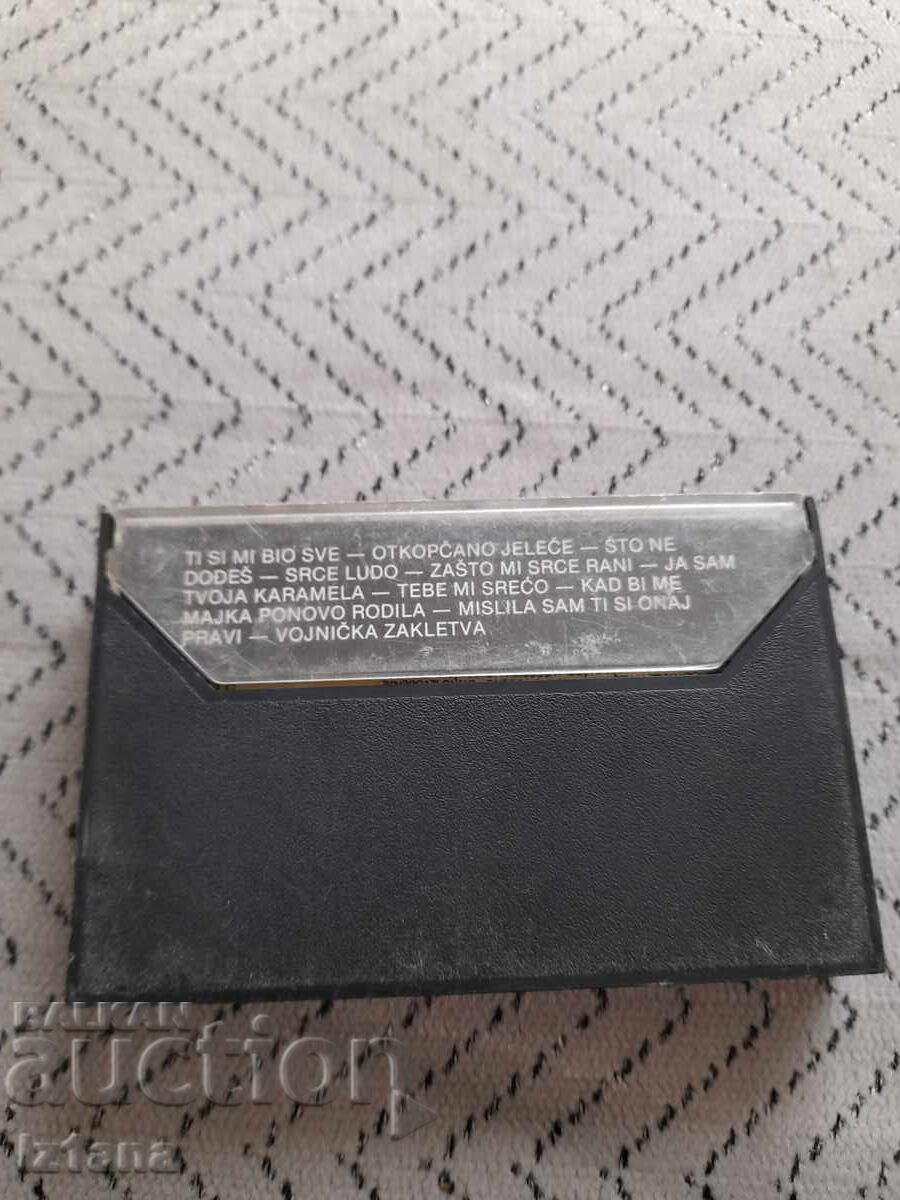 TI SI MI BIO SVE — OTKOPČANO JELEČE — ŠTO NE
DOĐEŠ — SRCE LUDO — ZAŠTO MI SRCE RANI — JA SAM
TVOJA KARAMELA — TEBE MI SREĆO — KAD BI ME
MAJKA PONOVO RODILA — MISLILA SAM TI SI ONAJ
PRAVI — VOJNIČKA ZAKLETVA
BALKAN
auction
Iztana